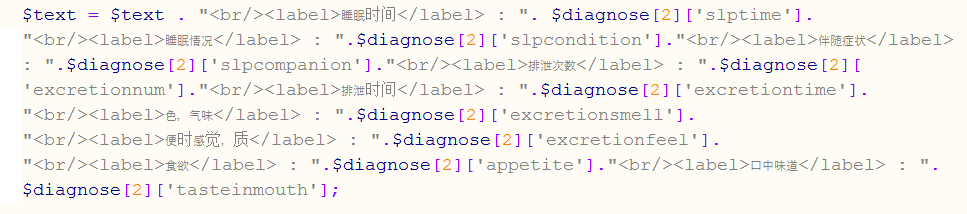 $text = $text . "<br/><label>睡眠时间</label> : ". $diagnose[2]['slptime'].
"<br/><label>睡眠情况</label> : ".$diagnose[2]['slpcondition']."<br/><label>伴随症状</label>
: ".$diagnose[2]['slpcompanion']."<br/><label>排泄次数</label> : ".$diagnose[2][
'excretionnum']."<br/><label>排泄时间</label> : ".$diagnose[2]['excretiontime'].
"<br/><label>色，气味</label> : ".$diagnose[2]['excretionsmell'].
"<br/><label>便时感觉，质</label> : ".$diagnose[2]['excretionfeel'].
"<br/><label>食欲</label> : ".$diagnose[2]['appetite']."<br/><label>口中味道</label> : ".
$diagnose[2]['tasteinmouth'];